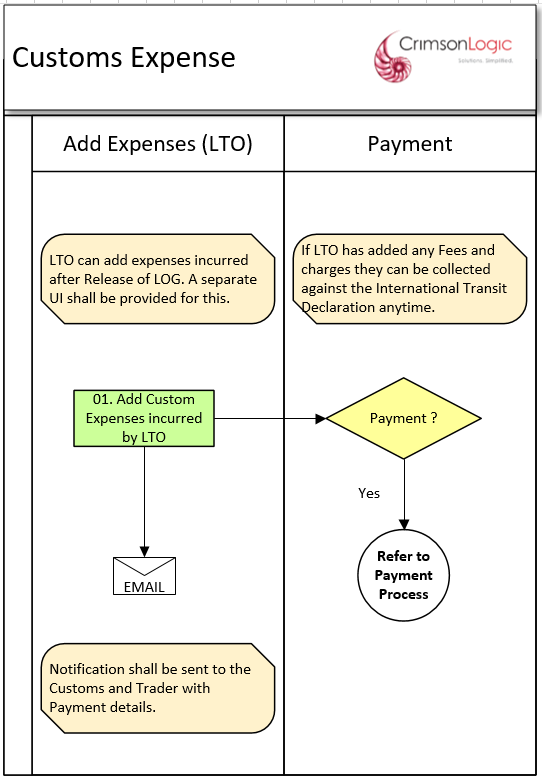 Customs Expense
CrimsonLogic
Solutions. Simplified.
Add Expenses (LTO)
Payment
LTO can add expenses incurred
after Release of LOG. A separate
UI shall be provided for this.
If LTO has added any Fees and
charges they can be collected
against the International Transit
Declaration anytime.
01. Add Custom
Expenses incurred
by LTO
Payment ?
Yes
EMAIL
Refer to
Payment
Process
Notification shall be sent to the
Customs and Trader with
Payment details.